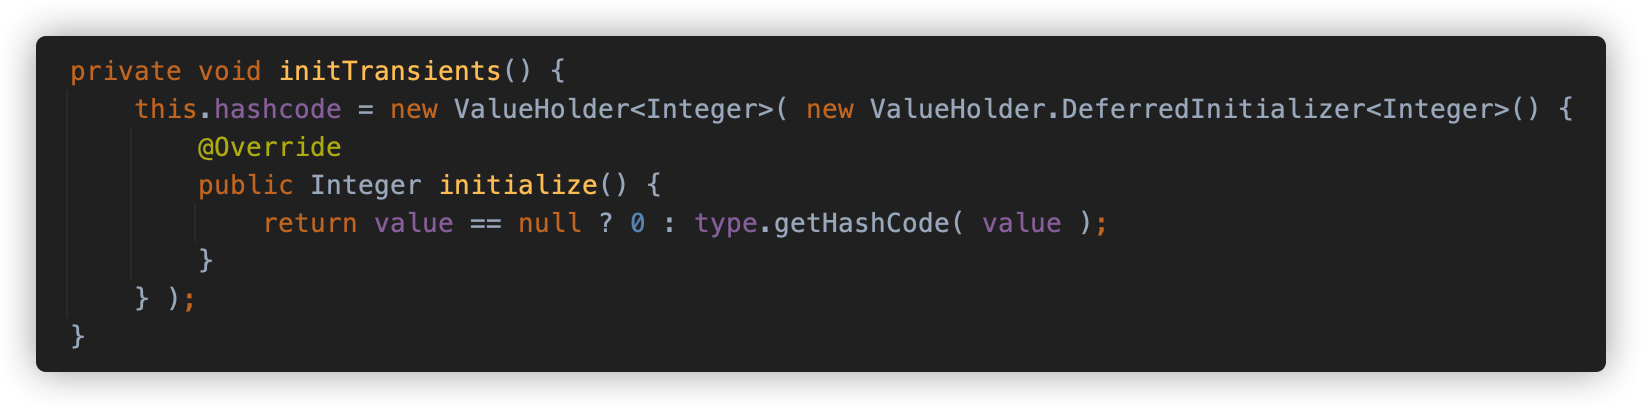 private void initTransients() {
    this.hashcode = new ValueHolder<Integer>( new ValueHolder.DeferredInitializer<Integer>() {
        @Override
        public Integer initialize() {
            return value == null ? 0 : type.getHashCode( value );
        }
    } );
}